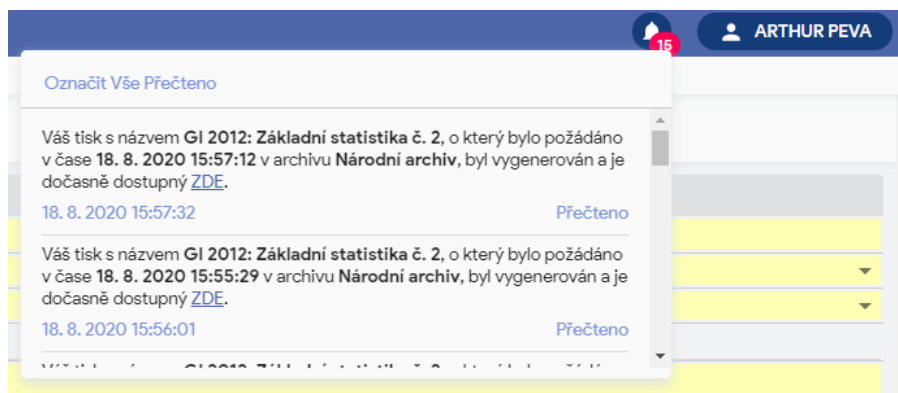 15
ARTHUR PEVA
Označit Vše Přečteno
Váš tisk s názvem GI 2012: Základní statistika č. 2, o který bylo požádáno
v čase 18. 8. 2020 15:57:12 v archivu Národní archiv, byl vygenerován a je
dočasně dostupný ZDE.
18. 8. 2020 15:57:32 Přečteno
Váš tisk s názvem GI 2012: Základní statistika č. 2, o který bylo požádáno
v čase 18. 8. 2020 15:55:29 v archivu Národní archiv, byl vygenerován a je
dočasně dostupný ZDE.
18. 8. 2020 15:56:01 Přečteno